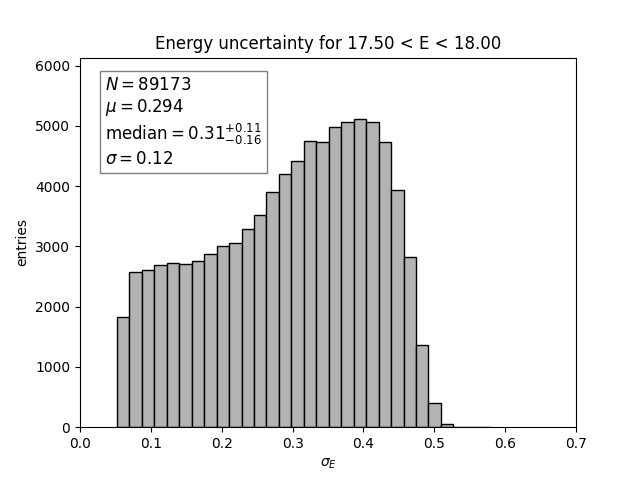 Energy uncertainty for 17.50 < E < 18.00
6000
5000
4000
3000
2000
1000
0
entries
N = 89173
μ = 0.294
median = 0.31^{+0.11}_{-0.16}
σ = 0.12
0.0 0.1 0.2 0.3 0.4 0.5 0.6 0.7
σ_E